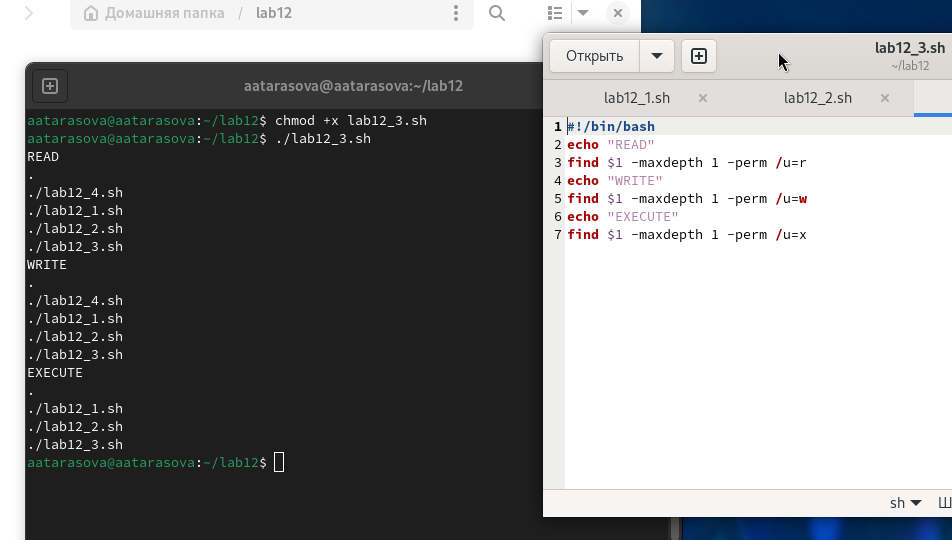 Домашняя папка / lab12
aatarasova@aatarasova:~/lab12
aatarasova@aatarasova:~/lab12$ chmod +x lab12_3.sh
aatarasova@aatarasova:~/lab12$ ./lab12_3.sh
READ
.
./lab12_4.sh
./lab12_1.sh
./lab12_2.sh
./lab12_3.sh
WRITE
.
./lab12_4.sh
./lab12_1.sh
./lab12_2.sh
./lab12_3.sh
EXECUTE
.
./lab12_1.sh
./lab12_2.sh
./lab12_3.sh
aatarasova@aatarasova:~/lab12$
Открыть
lab12_3.sh
~/lab12
lab12_1.sh
lab12_2.sh
1 #!/bin/bash
2 echo "READ"
3 find $1 -maxdepth 1 -perm /u=r
4 echo "WRITE"
5 find $1 -maxdepth 1 -perm /u=w
6 echo "EXECUTE"
7 find $1 -maxdepth 1 -perm /u=x
sh